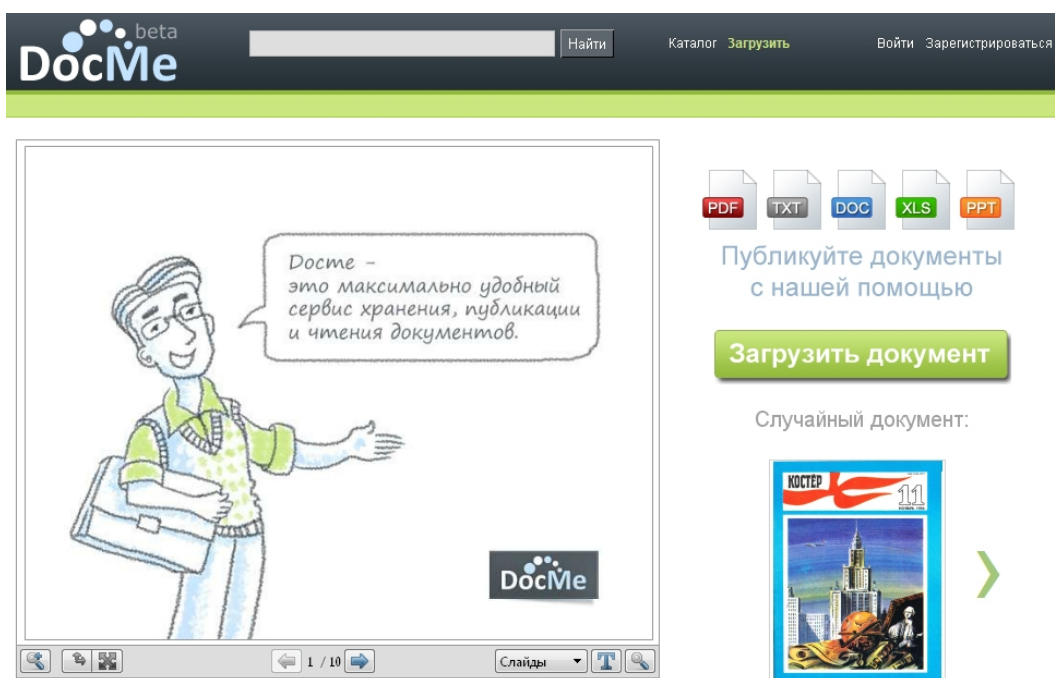 beta
DocMe
Найти
Каталог Загрузить
Войти Зарегистрироваться
Docme –
это максимально удобный
сервис хранения, публикации
и чтения документов.
DocMe
1 / 10
Слайды
T
PDF TXT DOC XLS PPT
Публикуйте документы
с нашей помощью
Загрузить документ
Случайный документ:
КОСТЁР
11